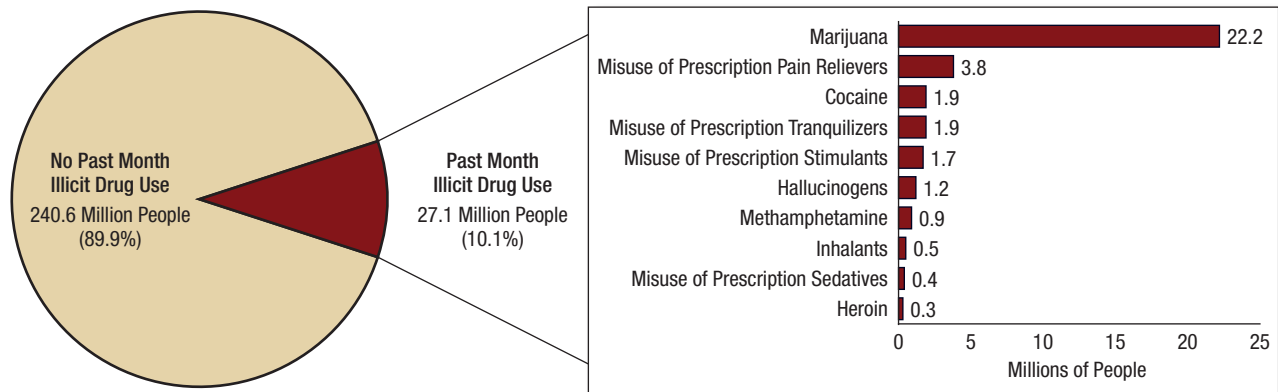 No Past Month
Illicit Drug Use
240.6 Million People
(89.9%)
Past Month
Illicit Drug Use
27.1 Million People
(10.1%)
Marijuana 22.2
Misuse of Prescription Pain Relievers 3.8
Cocaine 1.9
Misuse of Prescription Tranquilizers 1.9
Misuse of Prescription Stimulants 1.7
Hallucinogens 1.2
Methamphetamine 0.9
Inhalants 0.5
Misuse of Prescription Sedatives 0.4
Heroin 0.3
0 5 10 15 20 25
Millions of People